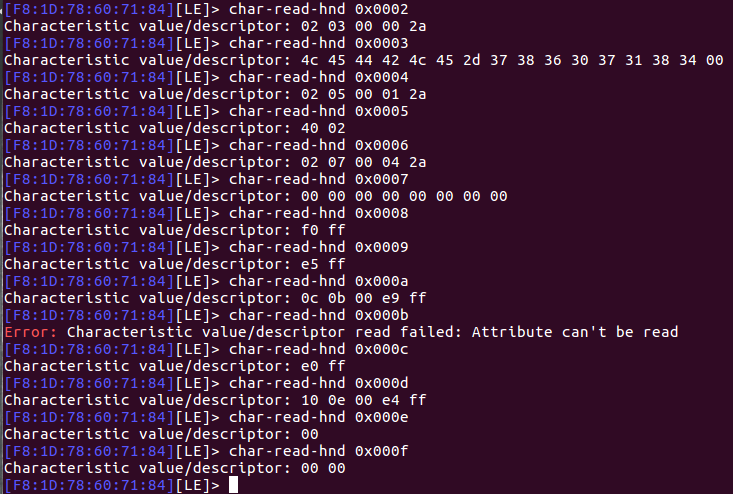 [F8:1D:78:60:71:84][LE]> char-read-hnd 0x0002
Characteristic value/descriptor: 02 03 00 00 2a
[F8:1D:78:60:71:84][LE]> char-read-hnd 0x0003
Characteristic value/descriptor: 4c 45 44 42 4c 45 2d 37 38 36 30 37 31 38 34 00
[F8:1D:78:60:71:84][LE]> char-read-hnd 0x0004
Characteristic value/descriptor: 02 05 00 01 2a
[F8:1D:78:60:71:84][LE]> char-read-hnd 0x0005
Characteristic value/descriptor: 40 02
[F8:1D:78:60:71:84][LE]> char-read-hnd 0x0006
Characteristic value/descriptor: 02 07 00 04 2a
[F8:1D:78:60:71:84][LE]> char-read-hnd 0x0007
Characteristic value/descriptor: 00 00 00 00 00 00 00 00
[F8:1D:78:60:71:84][LE]> char-read-hnd 0x0008
Characteristic value/descriptor: f0 ff
[F8:1D:78:60:71:84][LE]> char-read-hnd 0x0009
Characteristic value/descriptor: e5 ff
[F8:1D:78:60:71:84][LE]> char-read-hnd 0x000a
Characteristic value/descriptor: 0c 0b 00 e9 ff
[F8:1D:78:60:71:84][LE]> char-read-hnd 0x000b
Error: Characteristic value/descriptor read failed: Attribute can't be read
[F8:1D:78:60:71:84][LE]> char-read-hnd 0x000c
Characteristic value/descriptor: e0 ff
[F8:1D:78:60:71:84][LE]> char-read-hnd 0x000d
Characteristic value/descriptor: 10 0e 00 e4 ff
[F8:1D:78:60:71:84][LE]> char-read-hnd 0x000e
Characteristic value/descriptor: 00
[F8:1D:78:60:71:84][LE]> char-read-hnd 0x000f
Characteristic value/descriptor: 00 00
[F8:1D:78:60:71:84][LE]>